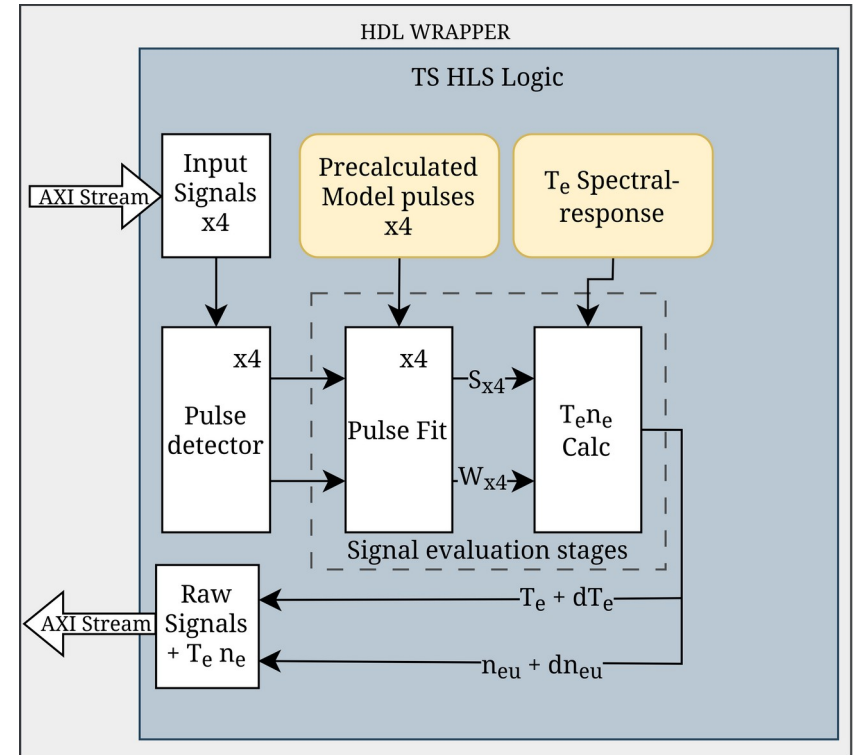 HDL WRAPPER
TS HLS Logic
AXI Stream
Input
Signals
x4
Precalculated
Model pulses
x4
Tₑ Spectral-
response
x4
Pulse
detector
x4
Pulse Fit
Sₓ₄
Wₓ₄
Tₑnₑ
Calc
Signal evaluation stages
AXI Stream
Raw
Signals
+ Tₑ nₑ
Tₑ + dTₑ
nₑᵤ + dnₑᵤ